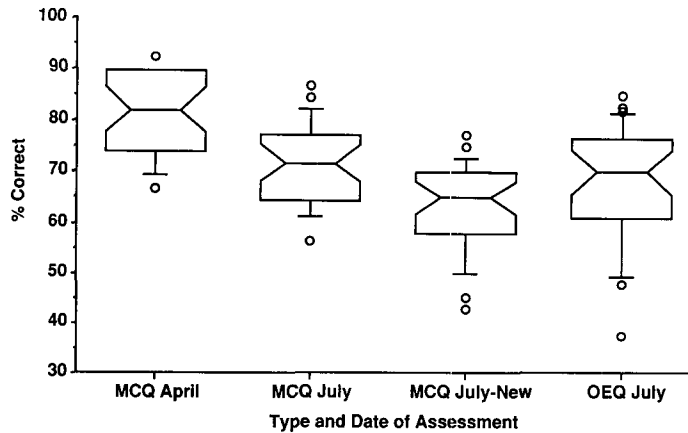 100
90
80
70
60
50
40
30
% Correct
MCQ April
MCQ July
MCQ July-New
OEQ July
Type and Date of Assessment